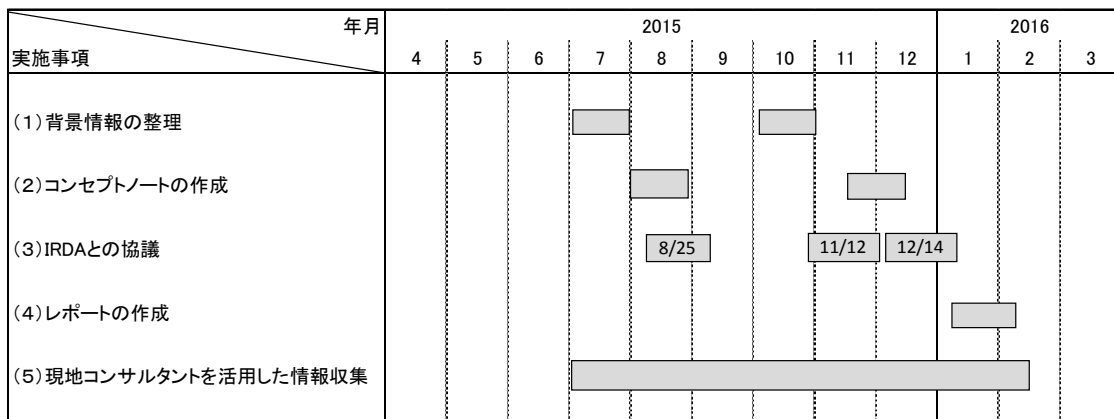 年月 2015 2016
実施事項 4 5 6 7 8 9 10 11 12 1 2 3
（１）背景情報の整理
（２）コンセプトノートの作成
（３）IRDAとの協議 8/25 11/12 12/14
（４）レポートの作成
（５）現地コンサルタントを活用した情報収集